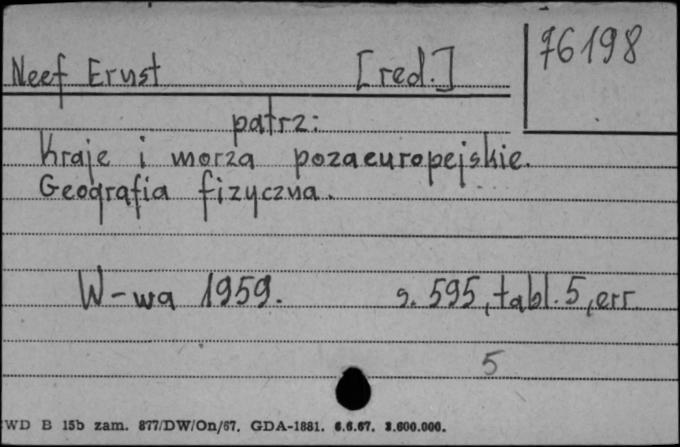 76198
Neef Ernst [red.]
patrz:
Kraje i morza pozaeuropejskie.
Geografia fizyczna.
W-wa 1959. s. 595, tabl. 5, err.
5
WD B 15b zam. 877/DW/On/67. GDA-1881. 6.6.67. 3.600.000.